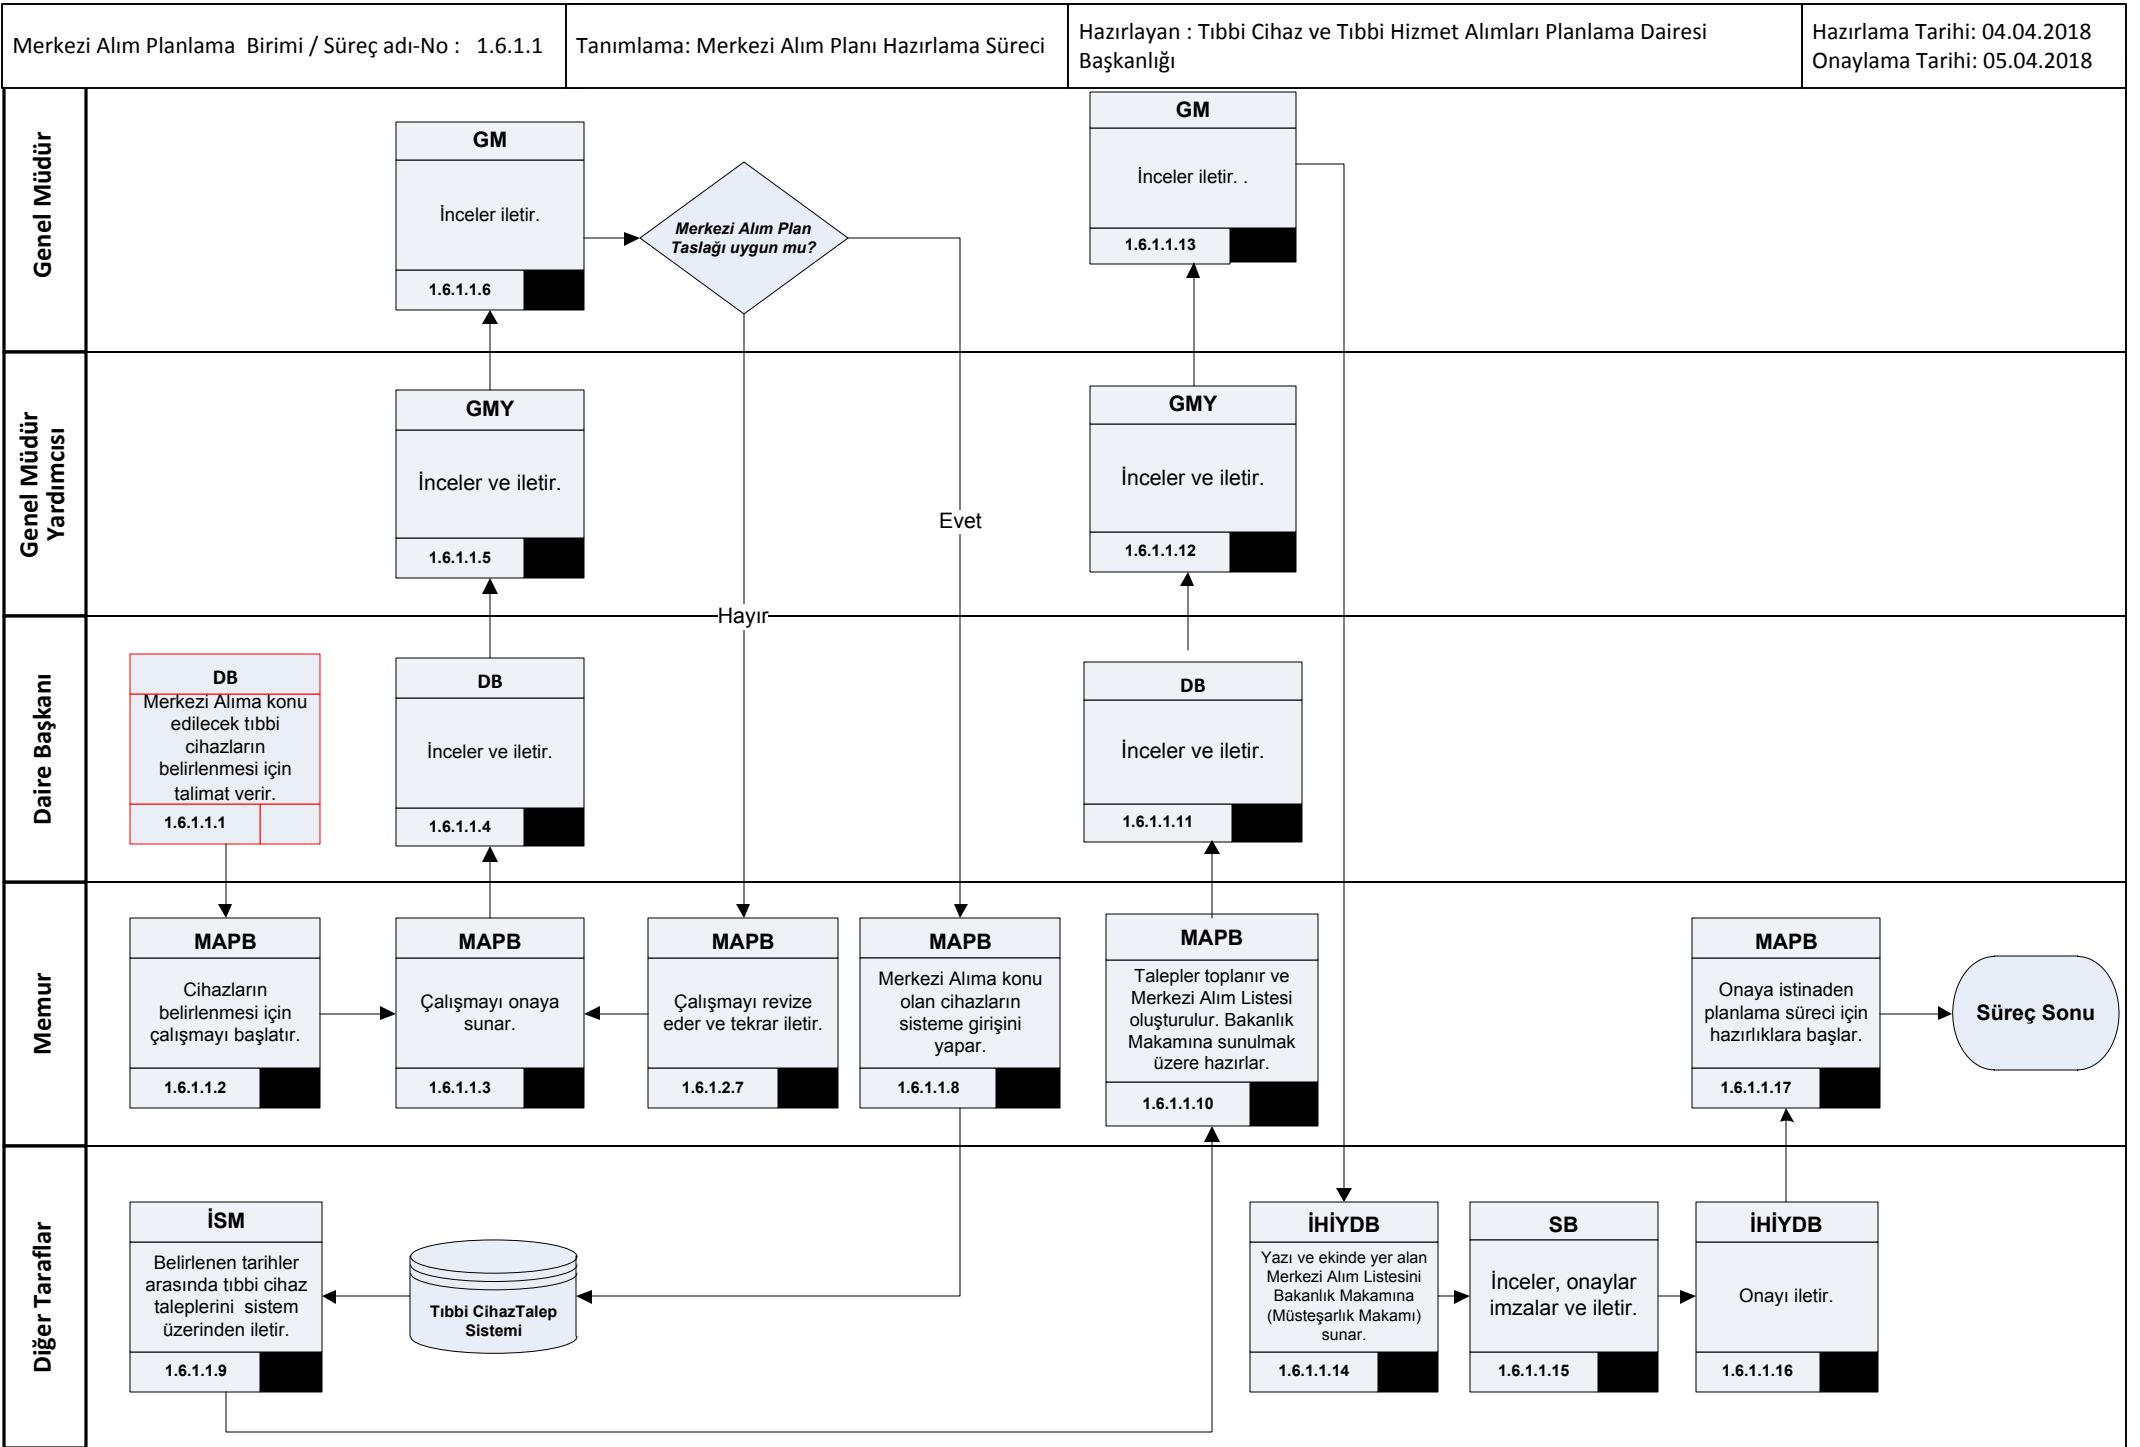 Merkezi Alım Planlama  Birimi / Süreç adı-No :   1.6.1.1
Tanımlama: Merkezi Alım Planı Hazırlama Süreci
Hazırlayan : Tıbbi Cihaz ve Tıbbi Hizmet Alımları Planlama Dairesi
Başkanlığı
Hazırlama Tarihi: 04.04.2018
Onaylama Tarihi: 05.04.2018
Genel Müdür
GM
İnceler iletir.
1.6.1.1.6
Merkezi Alım Plan
Taslağı uygun mu?
GM
İnceler iletir. .
1.6.1.1.13
Genel Müdür
Yardımcısı
GMY
İnceler ve iletir.
1.6.1.1.5
Evet
Hayır
GMY
İnceler ve iletir.
1.6.1.1.12
Daire Başkanı
DB
Merkezi Alıma konu
edilecek tıbbi
cihazların
belirlenmesi için
talimat verir.
1.6.1.1.1
DB
İnceler ve iletir.
1.6.1.1.4
DB
İnceler ve iletir.
1.6.1.1.11
Memur
MAPB
Cihazların
belirlenmesi için
çalışmayı başlatır.
1.6.1.1.2
MAPB
Çalışmayı onaya
sunar.
1.6.1.1.3
MAPB
Çalışmayı revize
eder ve tekrar iletir.
1.6.1.2.7
MAPB
Merkezi Alıma konu
olan cihazların
sisteme girişini
yapar.
1.6.1.1.8
MAPB
Talepler toplanır ve
Merkezi Alım Listesi
oluşturulur. Bakanlık
Makamına sunulmak
üzere hazırlar.
1.6.1.1.10
MAPB
Onaya istinaden
planlama süreci için
hazırlıklara başlar.
1.6.1.1.17
Süreç Sonu
Diğer Taraflar
İSM
Belirlenen tarihler
arasında tıbbi cihaz
taleplerini  sistem
üzerinden iletir.
1.6.1.1.9
Tıbbi CihazTalep
Sistemi
İHİYDB
Yazı ve ekinde yer alan
Merkezi Alım Listesini
Bakanlık Makamına
(Müsteşarlık Makamı)
sunar.
1.6.1.1.14
SB
İnceler, onaylar
imzalar ve iletir.
1.6.1.1.15
İHİYDB
Onayı iletir.
1.6.1.1.16